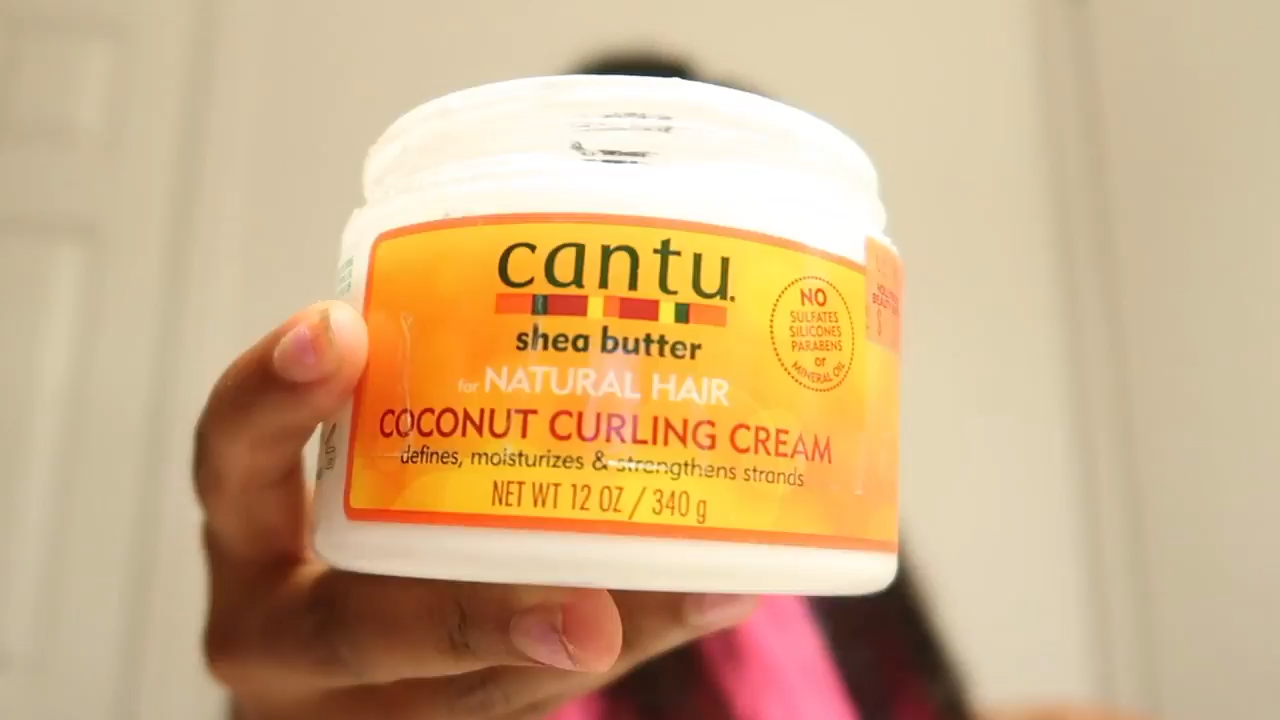 cantu.
shea butter
for NATURAL HAIR
COCONUT CURLING CREAM
defines, moisturizes & strengthens strands
NET WT 12 OZ / 340 g
NO
SULFATES
SILICONES
PARABENS
or
MINERAL OIL